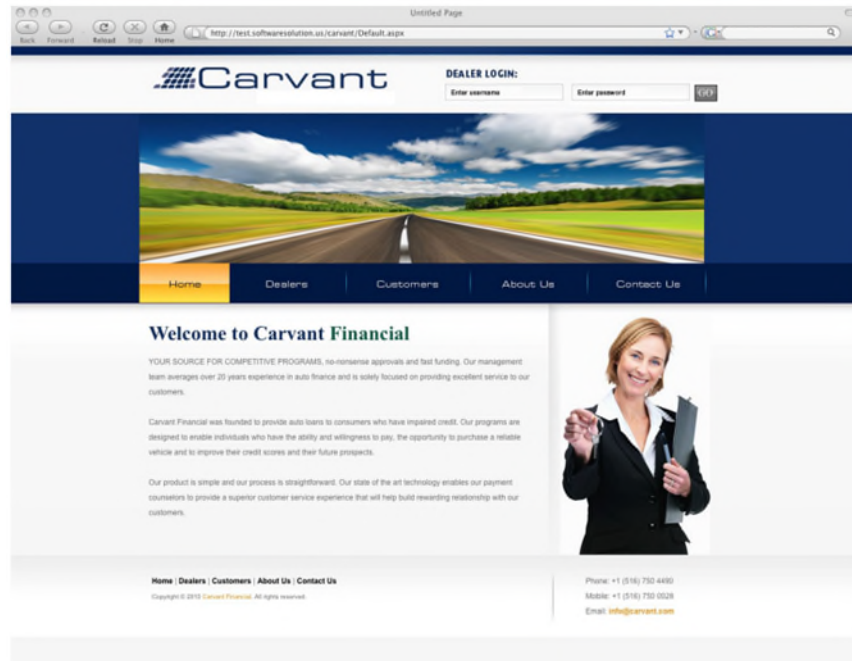 Untitled Page
Back Forward Reload Stop Home
http://test.softwaresolution.us/carvant/Default.aspx
Carvant
DEALER LOGIN:
Enter username Enter password GO
Home Dealers Customers About Us Contact Us
Welcome to Carvant Financial
YOUR SOURCE FOR COMPETITIVE PROGRAMS, no-nonsense approvals and fast funding. Our management
team averages over 20 years experience in auto finance and is solely focused on providing excellent service to our
customers.
Carvant Financial was founded to provide auto loans to consumers who have impaired credit. Our programs are
designed to enable individuals who have the ability and willingness to pay, the opportunity to purchase a reliable
vehicle and to improve their credit scores and their future prospects.
Our product is simple and our process is straightforward. Our state of the art technology enables our payment
counselors to provide a superior customer service experience that will help build rewarding relationship with our
customers.
Home | Dealers | Customers | About Us | Contact Us
Copyright © 2010 Carvant Financial. All rights reserved.
Phone: +1 (516) 750 4490
Mobile: +1 (516) 750 0028
Email: info@carvant.com